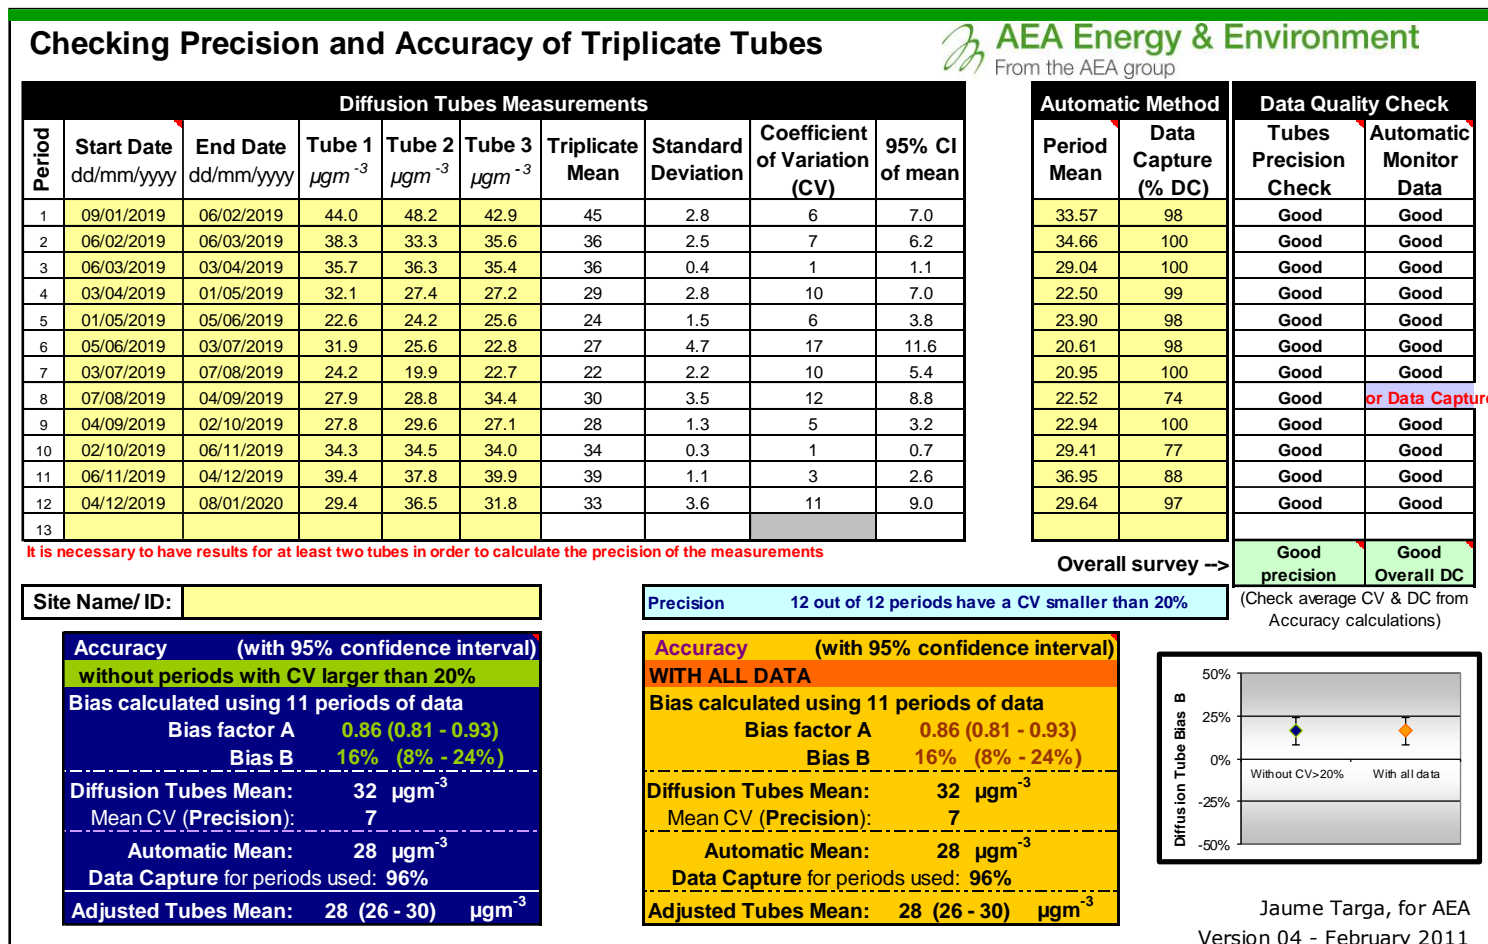 Checking Precision and Accuracy of Triplicate Tubes
AEA Energy & Environment
From the AEA group
Diffusion Tubes Measurements
Automatic Method
Data Quality Check
Period
Start Date dd/mm/yyyy
End Date dd/mm/yyyy
Tube 1 µgm⁻³
Tube 2 µgm⁻³
Tube 3 µgm⁻³
Triplicate Mean
Standard Deviation
Coefficient of Variation (CV)
95% CI of mean
Period Mean
Data Capture (% DC)
Tubes Precision Check
Automatic Monitor Data
1 09/01/2019 06/02/2019 44.0 48.2 42.9 45 2.8 6 7.0 33.57 98 Good Good
2 06/02/2019 06/03/2019 38.3 33.3 35.6 36 2.5 7 6.2 34.66 100 Good Good
3 06/03/2019 03/04/2019 35.7 36.3 35.4 36 0.4 1 1.1 29.04 100 Good Good
4 03/04/2019 01/05/2019 32.1 27.4 27.2 29 2.8 10 7.0 22.50 99 Good Good
5 01/05/2019 05/06/2019 22.6 24.2 25.6 24 1.5 6 3.8 23.90 98 Good Good
6 05/06/2019 03/07/2019 31.9 25.6 22.8 27 4.7 17 11.6 20.61 98 Good Good
7 03/07/2019 07/08/2019 24.2 19.9 22.7 22 2.2 10 5.4 20.95 100 Good Good
8 07/08/2019 04/09/2019 27.9 28.8 34.4 30 3.5 12 8.8 22.52 74 Good or Data Capture
9 04/09/2019 02/10/2019 27.8 29.6 27.1 28 1.3 5 3.2 22.94 100 Good Good
10 02/10/2019 06/11/2019 34.3 34.5 34.0 34 0.3 1 0.7 29.41 77 Good Good
11 06/11/2019 04/12/2019 39.4 37.8 39.9 39 1.1 3 2.6 36.95 88 Good Good
12 04/12/2019 08/01/2020 29.4 36.5 31.8 33 3.6 11 9.0 29.64 97 Good Good
13
It is necessary to have results for at least two tubes in order to calculate the precision of the measurements
Overall survey -->
Good precision
Good Overall DC
(Check average CV & DC from
Accuracy calculations)
Site Name/ ID:
Precision 12 out of 12 periods have a CV smaller than 20%
Accuracy (with 95% confidence interval)
without periods with CV larger than 20%
Bias calculated using 11 periods of data
Bias factor A 0.86 (0.81 - 0.93)
Bias B 16% (8% - 24%)
Diffusion Tubes Mean: 32 µgm⁻³
Mean CV (Precision): 7
Automatic Mean: 28 µgm⁻³
Data Capture for periods used: 96%
Adjusted Tubes Mean: 28 (26 - 30) µgm⁻³
Accuracy (with 95% confidence interval)
WITH ALL DATA
Bias calculated using 11 periods of data
Bias factor A 0.86 (0.81 - 0.93)
Bias B 16% (8% - 24%)
Diffusion Tubes Mean: 32 µgm⁻³
Mean CV (Precision): 7
Automatic Mean: 28 µgm⁻³
Data Capture for periods used: 96%
Adjusted Tubes Mean: 28 (26 - 30) µgm⁻³
Diffusion Tube Bias B
50%
25%
0%
-25%
-50%
Without CV>20%
With all data
Jaume Targa, for AEA
Version 04 - February 2011